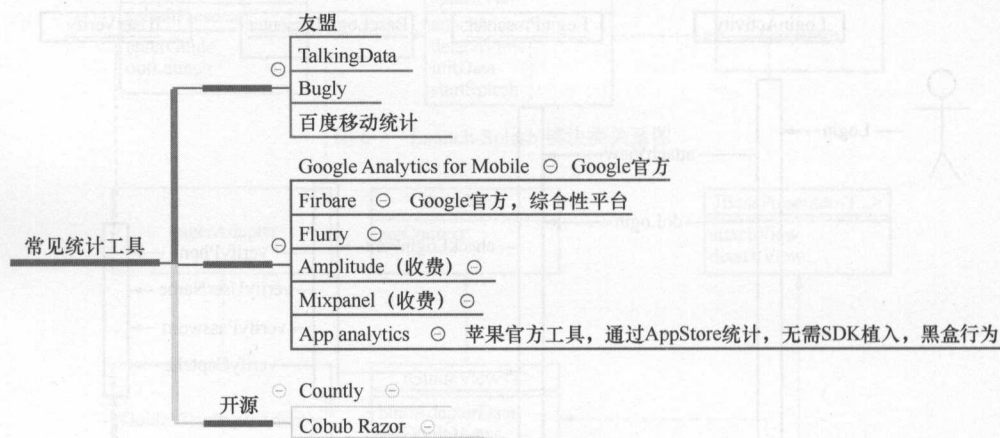 友盟
TalkingData
Bugly
百度移动统计
Google Analytics for Mobile Google官方
Firbare Google官方，综合性平台
Flurry
Amplitude（收费）
常见统计工具
Mixpanel（收费）
App analytics 苹果官方工具，通过AppStore统计，无需SDK植入，黑盒行为
Countly
开源
Cobub Razor